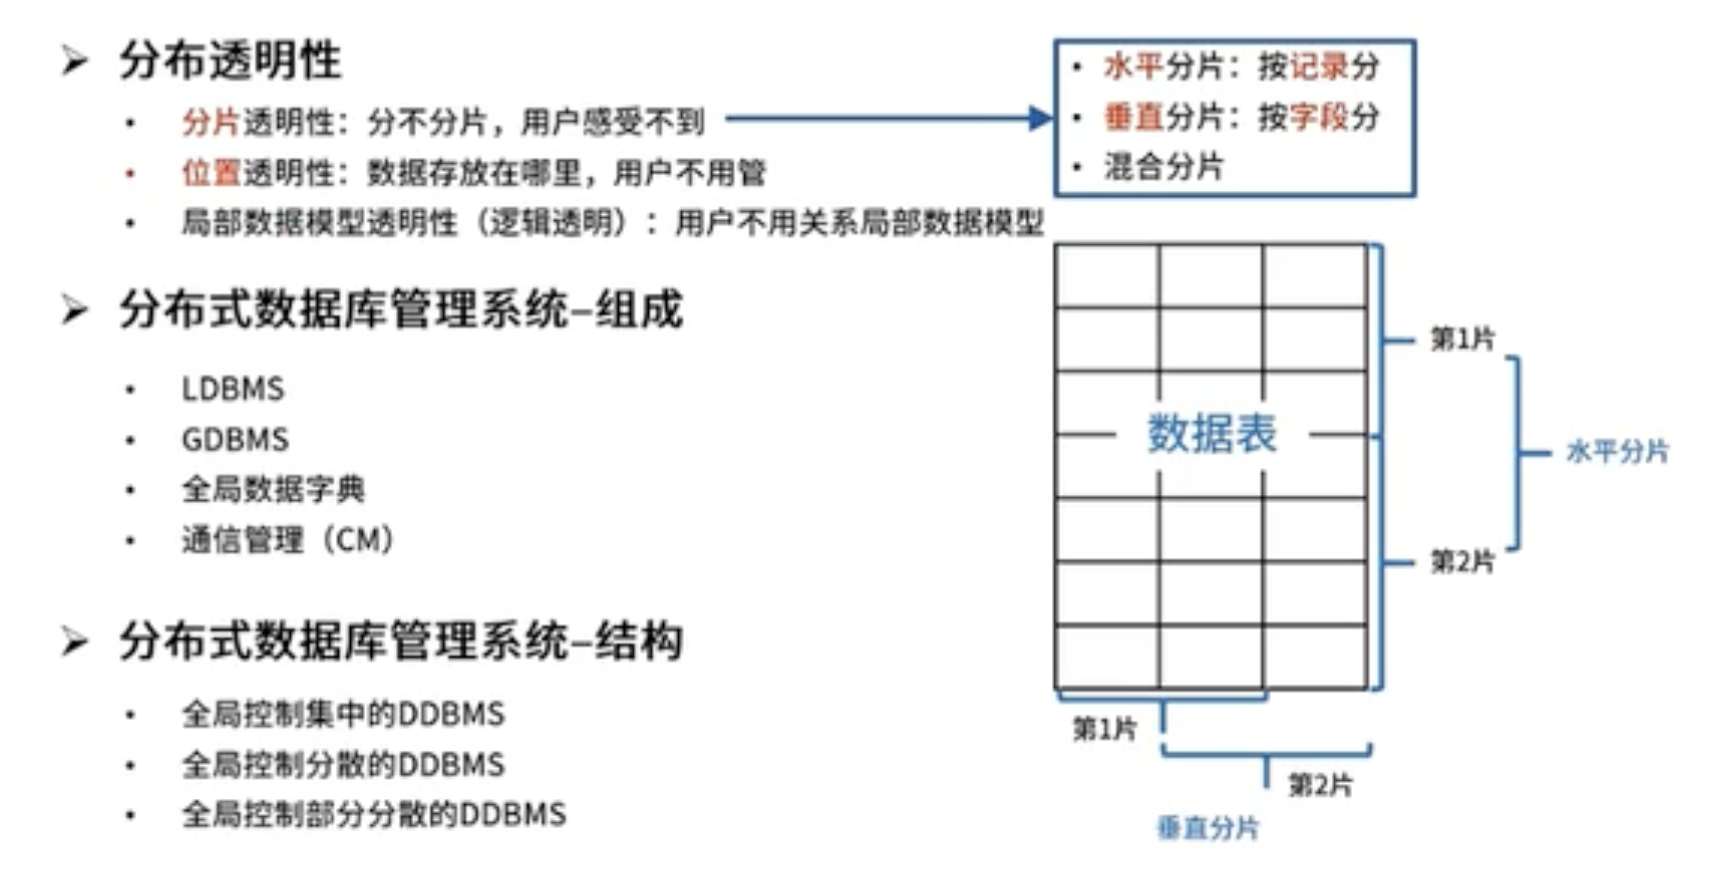 分布透明性
分片透明性：分不分片，用户感受不到
位置透明性：数据存放在哪里，用户不用管
局部数据模型透明性（逻辑透明）：用户不用关系局部数据模型
水平分片：按记录分
垂直分片：按字段分
混合分片
分布式数据库管理系统–组成
LDBMS
GDBMS
全局数据字典
通信管理（CM）
分布式数据库管理系统–结构
全局控制集中的DDBMS
全局控制分散的DDBMS
全局控制部分分散的DDBMS
数据表
第1片
第2片
水平分片
第1片
第2片
垂直分片